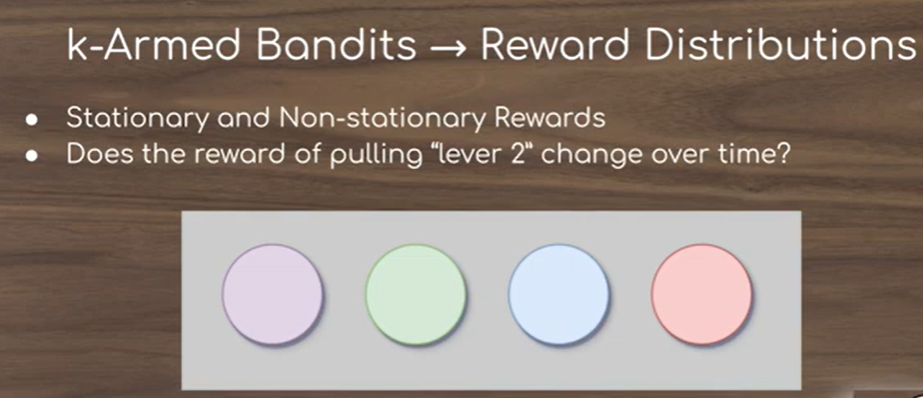 k-Armed Bandits → Reward Distributions
● Stationary and Non-stationary Rewards
● Does the reward of pulling “lever 2” change over time?